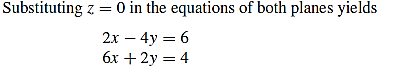 Substituting z = 0 in the equations of both planes yields
2x − 4y = 6
6x + 2y = 4